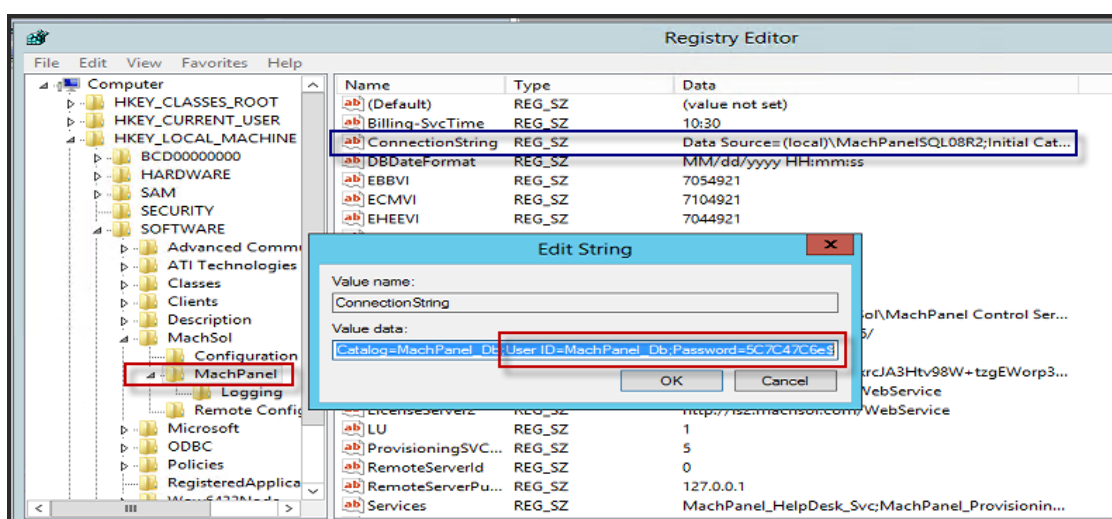 Registry Editor
File Edit View Favorites Help
Computer
HKEY_CLASSES_ROOT
HKEY_CURRENT_USER
HKEY_LOCAL_MACHINE
BCD00000000
HARDWARE
SAM
SECURITY
SOFTWARE
Advanced Comm
ATI Technologies
Classes
Clients
Description
MachSol
Configuration
MachPanel
Logging
Remote Config
Microsoft
ODBC
Policies
RegisteredApplica
Wow6432Node
Name Type Data
(Default) REG_SZ (value not set)
Billing-SvcTime REG_SZ 10:30
ConnectionString REG_SZ Data Source=(local)\MachPanelSQL08R2;Initial Cat...
DBDateFormat REG_SZ MM/dd/yyyy HH:mm:ss
EBBVI REG_SZ 7054921
ECMVI REG_SZ 7104921
EHEEVI REG_SZ 7044921
Edit String
x
Value name:
ConnectionString
Value data:
Catalog=MachPanel_Db;User ID=MachPanel_Db;Password=5C7C47C6e$
OK Cancel
ol\MachPanel Control Ser...
5/
rcJA3Htv98W+tzgEWorp3...
WebService
LicenseServer2 REG_SZ http://ls2.machsol.com/WebService
LU REG_SZ 1
ProvisioningSVC... REG_SZ 5
RemoteServerId REG_SZ 0
RemoteServerPu... REG_SZ 127.0.0.1
Services REG_SZ MachPanel_HelpDesk_Svc;MachPanel_Provisionin...